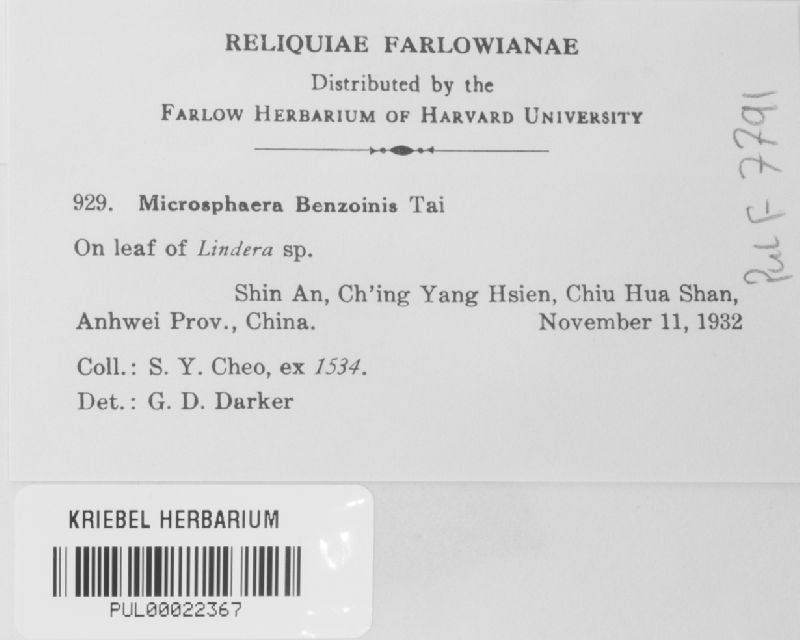 RELIQUIAE FARLOWIANAE
Distributed by the
FARLOW HERBARIUM OF HARVARD UNIVERSITY
929. Microsphaera Benzoinis Tai
On leaf of Lindera sp.
Shin An, Ch'ing Yang Hsien, Chiu Hua Shan,
Anhwei Prov., China. November 11, 1932
Coll.: S. Y. Cheo, ex 1534.
Det.: G. D. Darker
Pul F- 7791
KRIEBEL HERBARIUM
PUL00022367